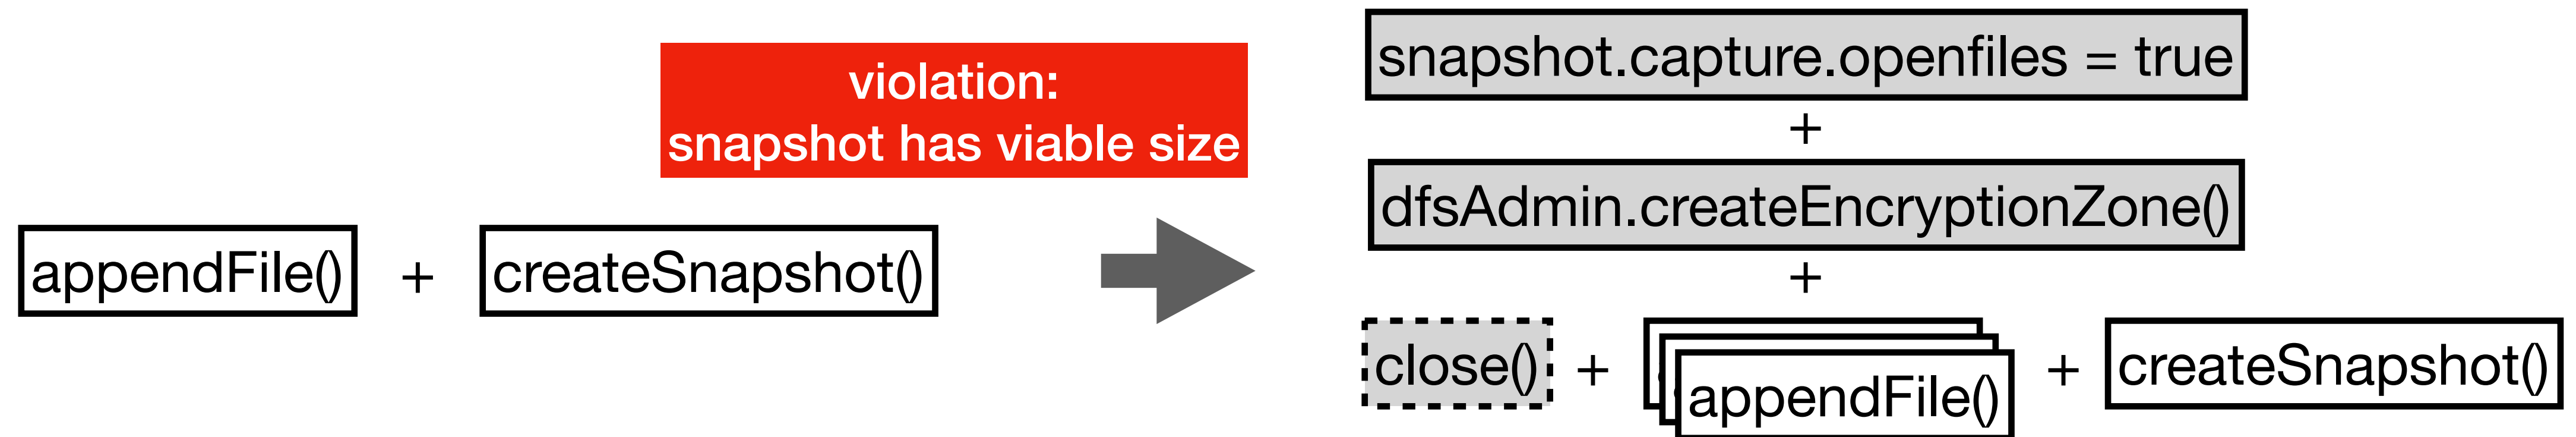 violation:
snapshot has viable size
appendFile() + createSnapshot()
snapshot.capture.openfiles = true
+
dfsAdmin.createEncryptionZone()
+
close() + appendFile() + createSnapshot()